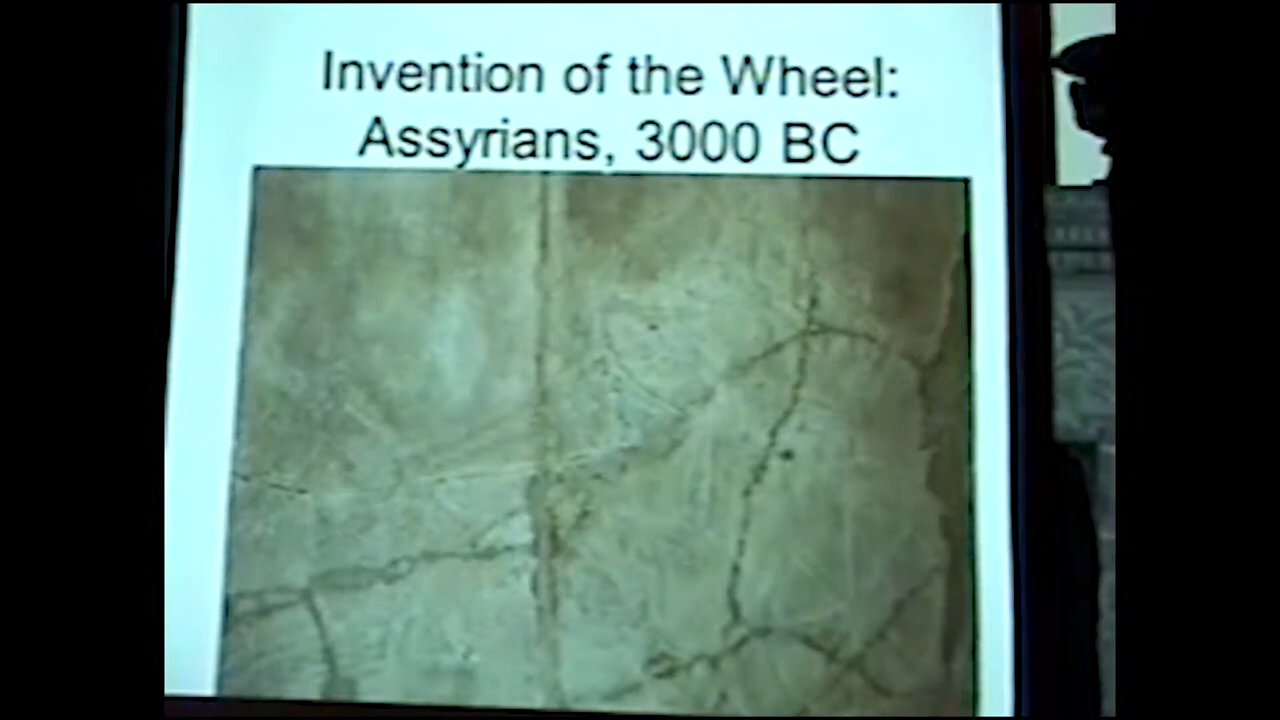 Invention of the Wheel:
Assyrians, 3000 BC